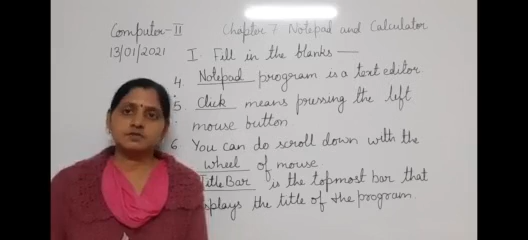 Computer-II Chapter 7 Notepad and Calculator
13/01/2021 I. Fill in the blanks —
4. Notepad program is a text editor.
5. Click means pressing the left
mouse button
6 You can do scroll down with the
wheel of mouse
Title Bar is the topmost bar that
splays the title of the program.